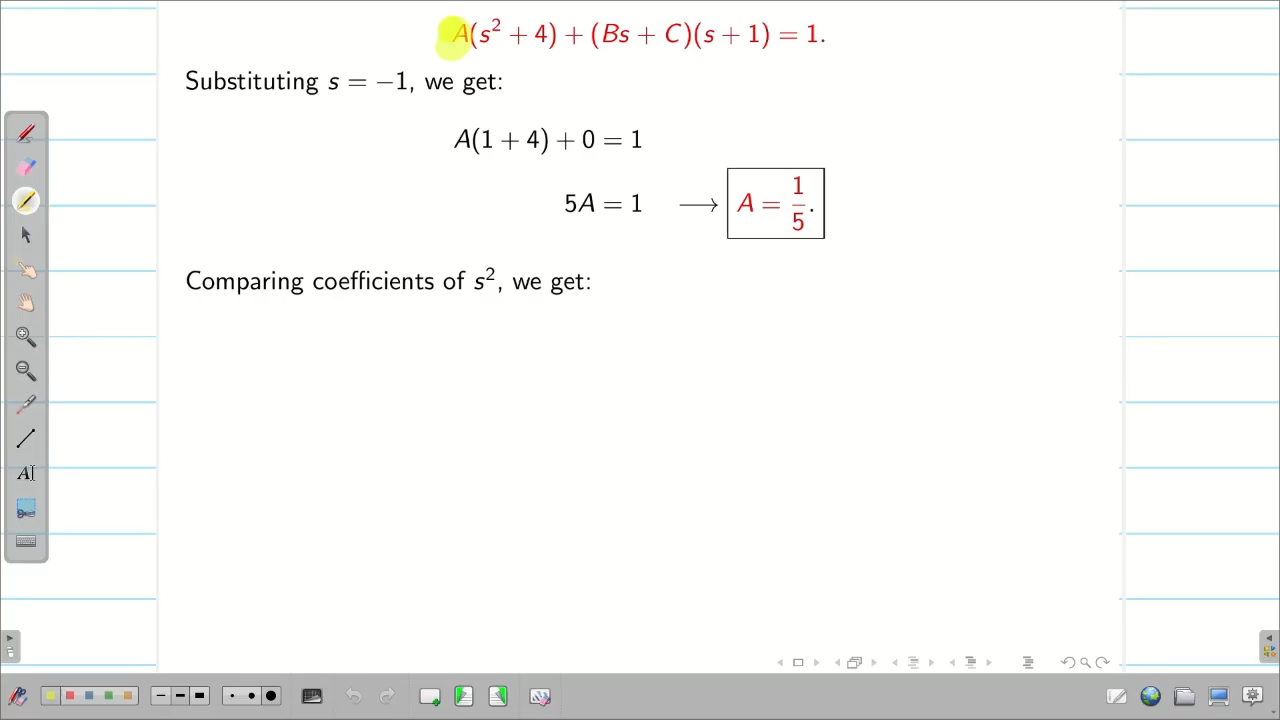 A(s² + 4) + (Bs + C)(s + 1) = 1.
Substituting s = −1, we get:
A(1 + 4) + 0 = 1
5A = 1 ⟶ A = 1/5.
Comparing coefficients of s², we get: